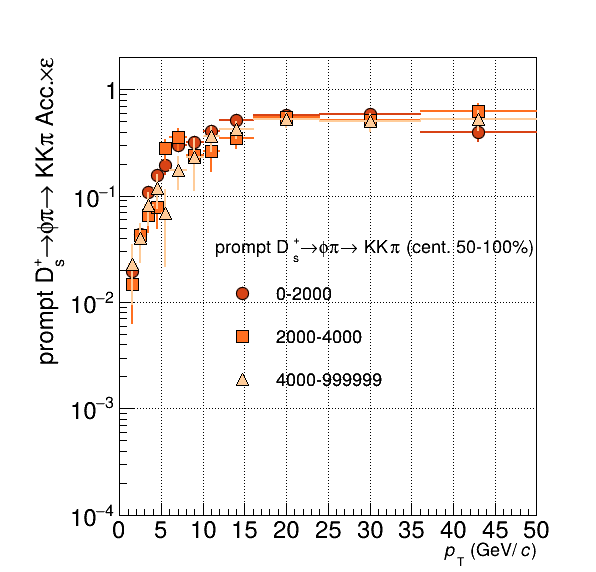 prompt D⁺ₛ→ϕπ→ KKπ Acc.×ε
1
10⁻¹
10⁻²
10⁻³
10⁻⁴
prompt D⁺ₛ→ϕπ→ KKπ (cent. 50-100%)
0-2000
2000-4000
4000-999999
0 5 10 15 20 25 30 35 40 45 50
p_T (GeV/c)